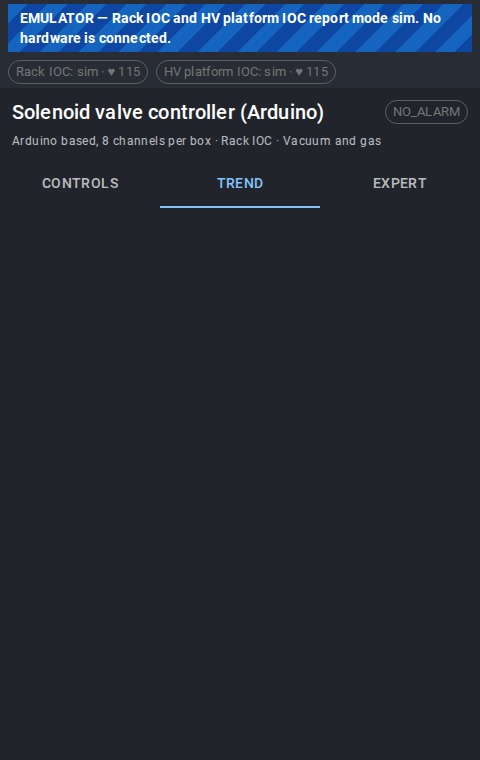 EMULATOR — Rack IOC and HV platform IOC report mode sim. No
hardware is connected.
Rack IOC: sim · ♥ 115
HV platform IOC: sim · ♥ 115
Solenoid valve controller (Arduino)
NO_ALARM
Arduino based, 8 channels per box · Rack IOC · Vacuum and gas
CONTROLS
TREND
EXPERT